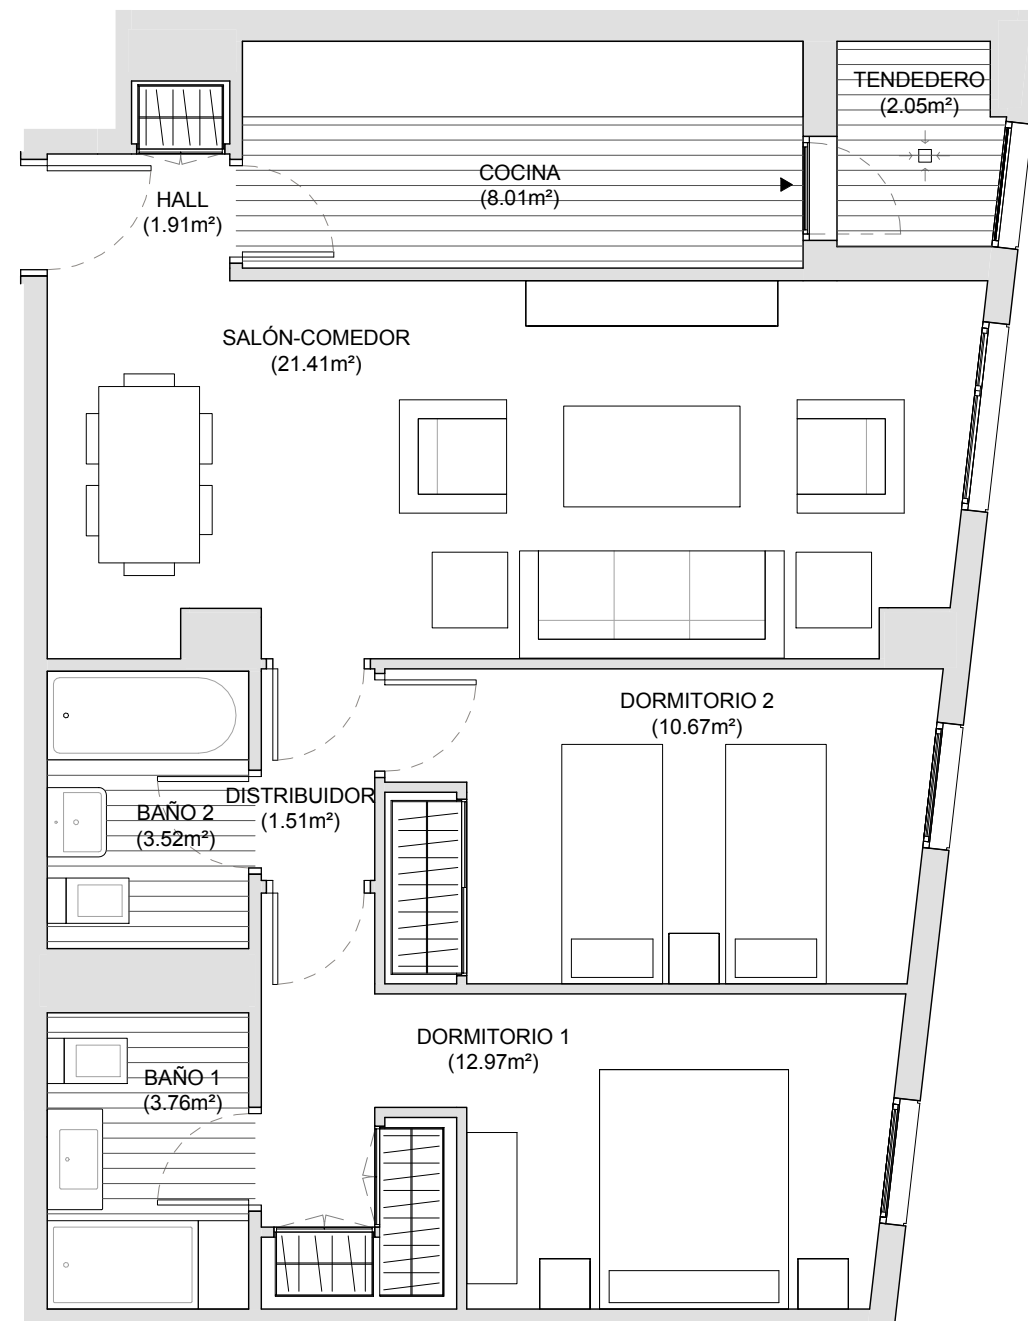 TENDEDERO
(2.05m²)
COCINA
(8.01m²)
HALL
(1.91m²)
SALÓN-COMEDOR
(21.41m²)
DORMITORIO 2
(10.67m²)
DISTRIBUIDOR
(1.51m²)
BAÑO 2
(3.52m²)
DORMITORIO 1
(12.97m²)
BAÑO 1
(3.76m²)